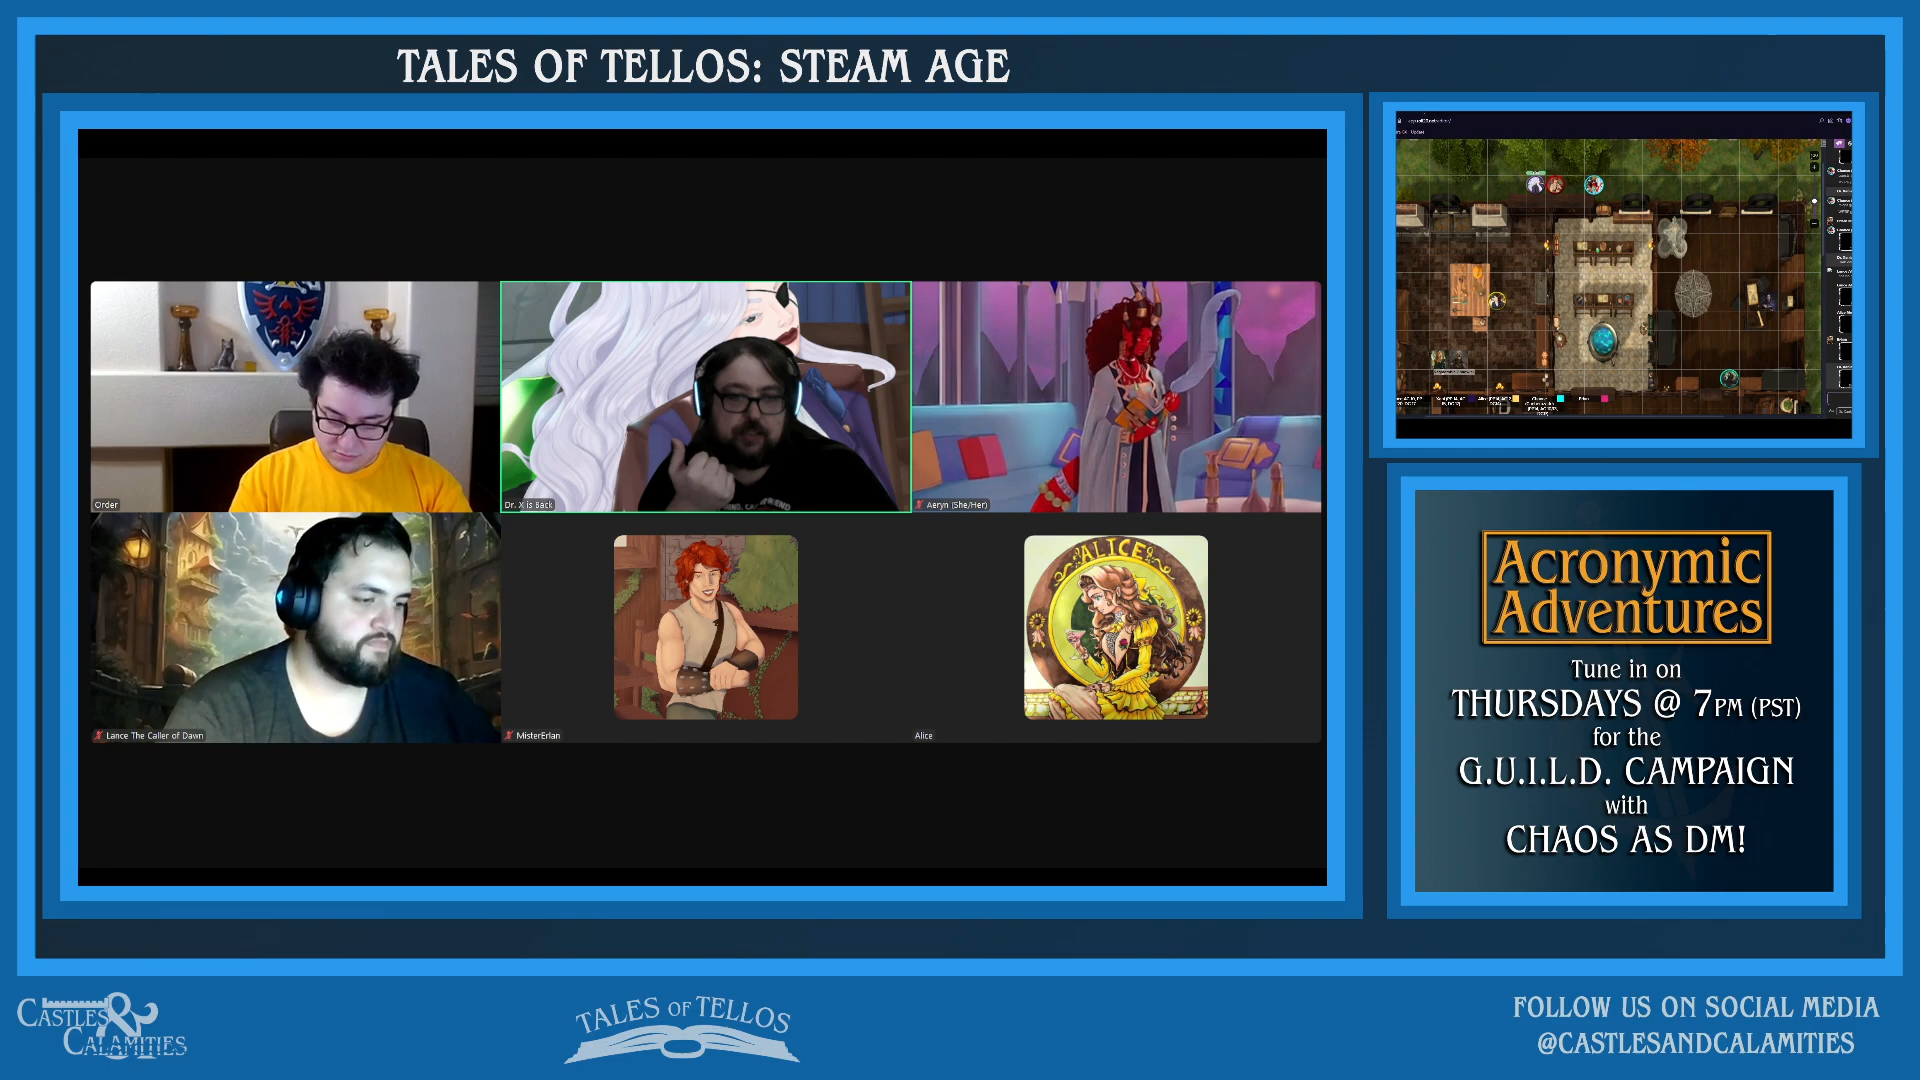 TALES OF TELLOS: STEAM AGE
Order
Dr. X is Back
Aeryn (She/Her)
Lance The Caller of Dawn
MisterErlan
ALICE
Alice
Acronymic
Adventures
Tune in on
THURSDAYS @ 7PM (PST)
for the
G.U.I.L.D. CAMPAIGN
with
CHAOS AS DM!
CASTLES &
CALAMITIES
TALES OF TELLOS
FOLLOW US ON SOCIAL MEDIA
@CASTLESANDCALAMITIES